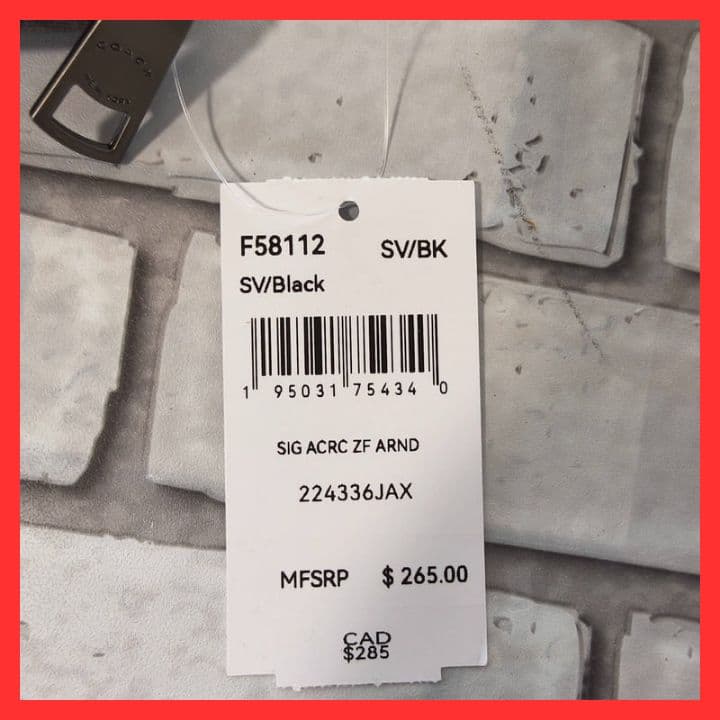 COACH
F58112 SV/BK
SV/Black
1 95031 75434 0
SIG ACRC ZF ARND
224336JAX
MFSRP $ 265.00
CAD
$285